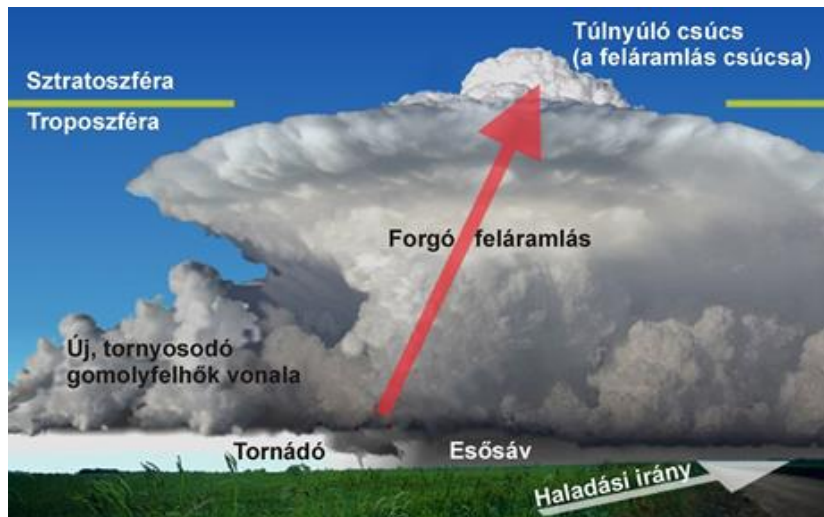 Túlnyúló csúcs
(a feláramlás csúcsa)
Sztratoszféra
Troposzféra
Forgó feláramlás
Új, tornyosodó
gomolyfelhők vonala
Tornádó
Esősáv
Haladási irány